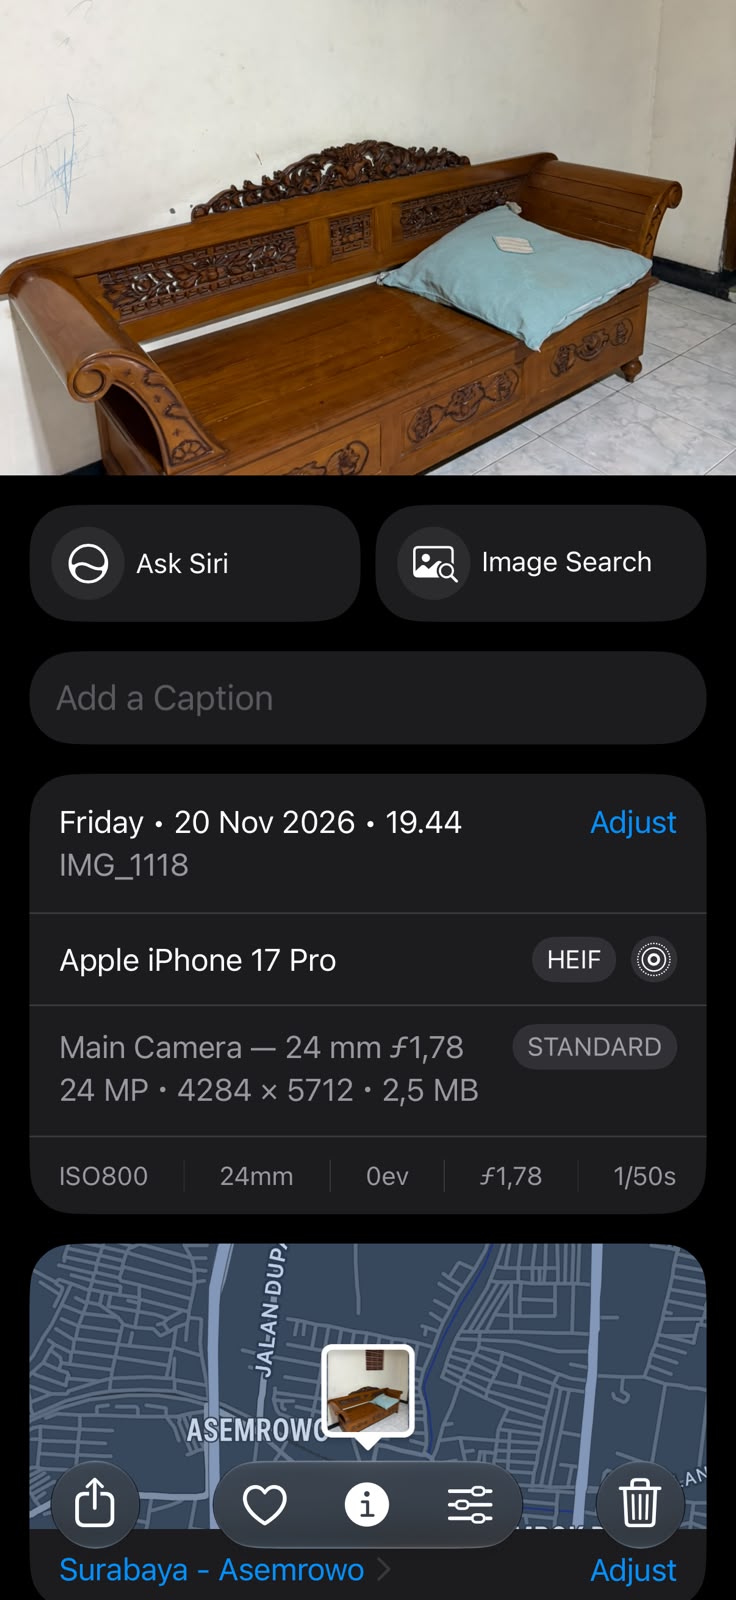 Ask Siri
Image Search
Add a Caption
Friday • 20 Nov 2026 • 19.44
Adjust
IMG_1118
Apple iPhone 17 Pro
HEIF
Main Camera — 24 mm ƒ1,78
STANDARD
24 MP • 4284 × 5712 • 2,5 MB
ISO800
24mm
0ev
ƒ1,78
1/50s
JALAN DUPA
ASEMROWO
Surabaya - Asemrowo
Adjust